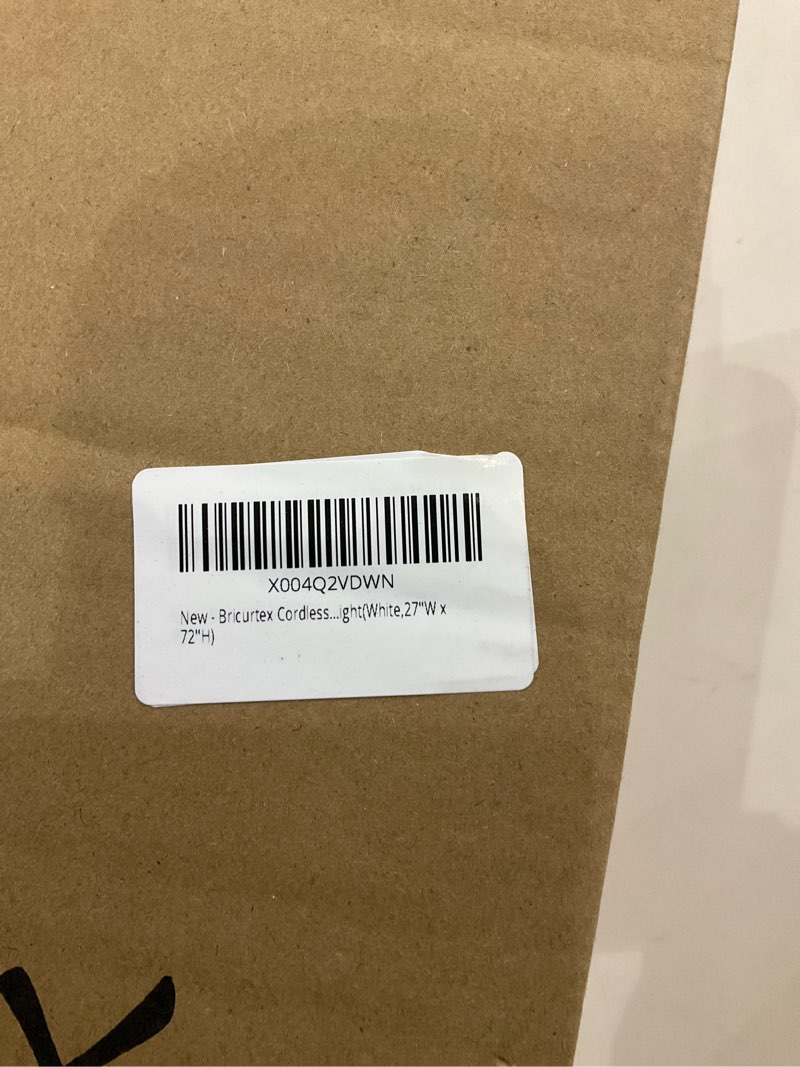 X004Q2VDWN
New - Bricurtex Cordless...ight(White,27"W x
72"H)